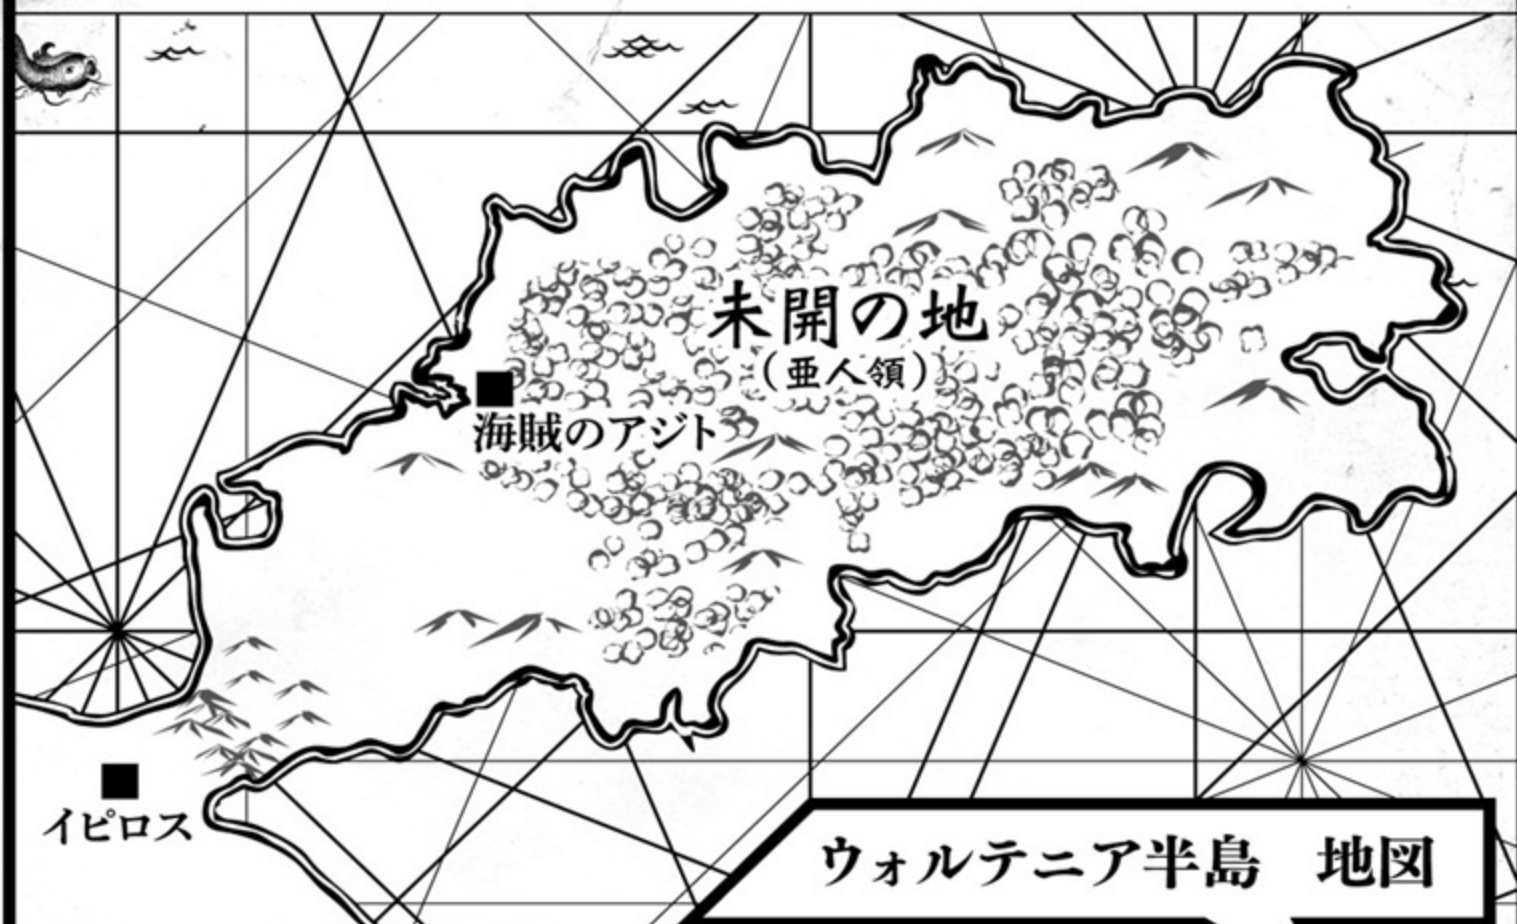 未開の地
(亜人領)
海賊のアジト
イピロス
ウォルテニア半島 地図